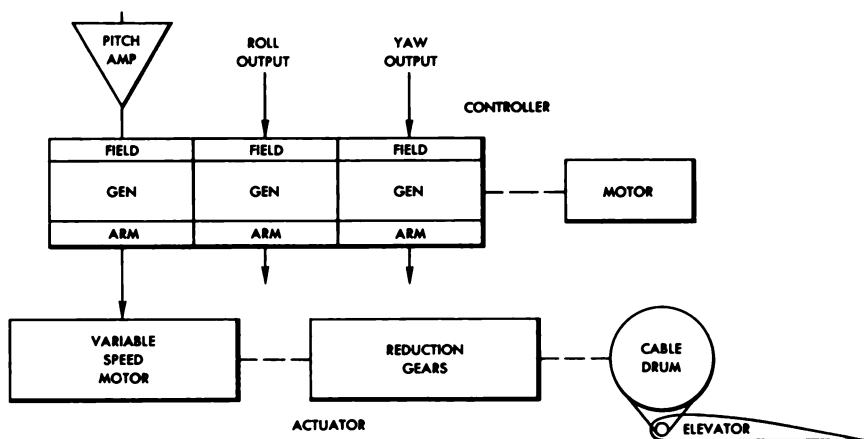 PITCH
AMP
ROLL
OUTPUT
YAW
OUTPUT
CONTROLLER
FIELD
FIELD
FIELD
GEN
GEN
GEN
MOTOR
ARM
ARM
ARM
VARIABLE
SPEED
MOTOR
REDUCTION
GEARS
CABLE
DRUM
ACTUATOR
ELEVATOR